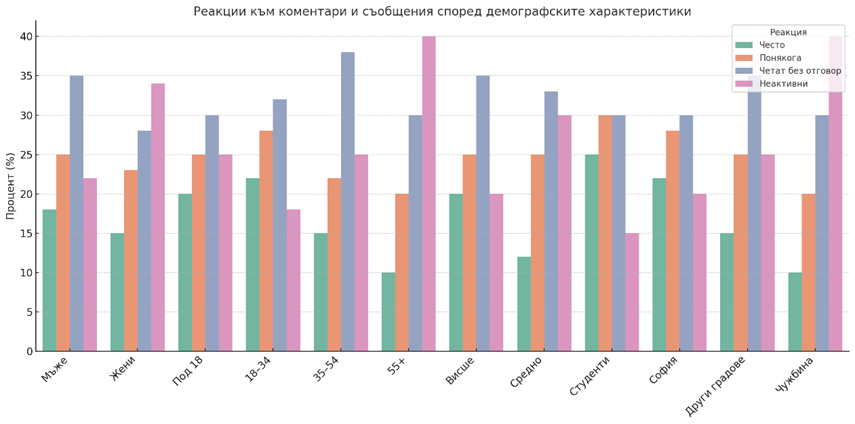 Реакции към коментари и съобщения според демографските характеристики
Реакция
Често
Понякога
Четат без отговор
Неактивни
Процент (%)
40
35
30
25
20
15
10
5
0
Мъже
Жени
Под 18
18–34
35–54
55+
Висше
Средно
Студенти
София
Други градове
Чужбина